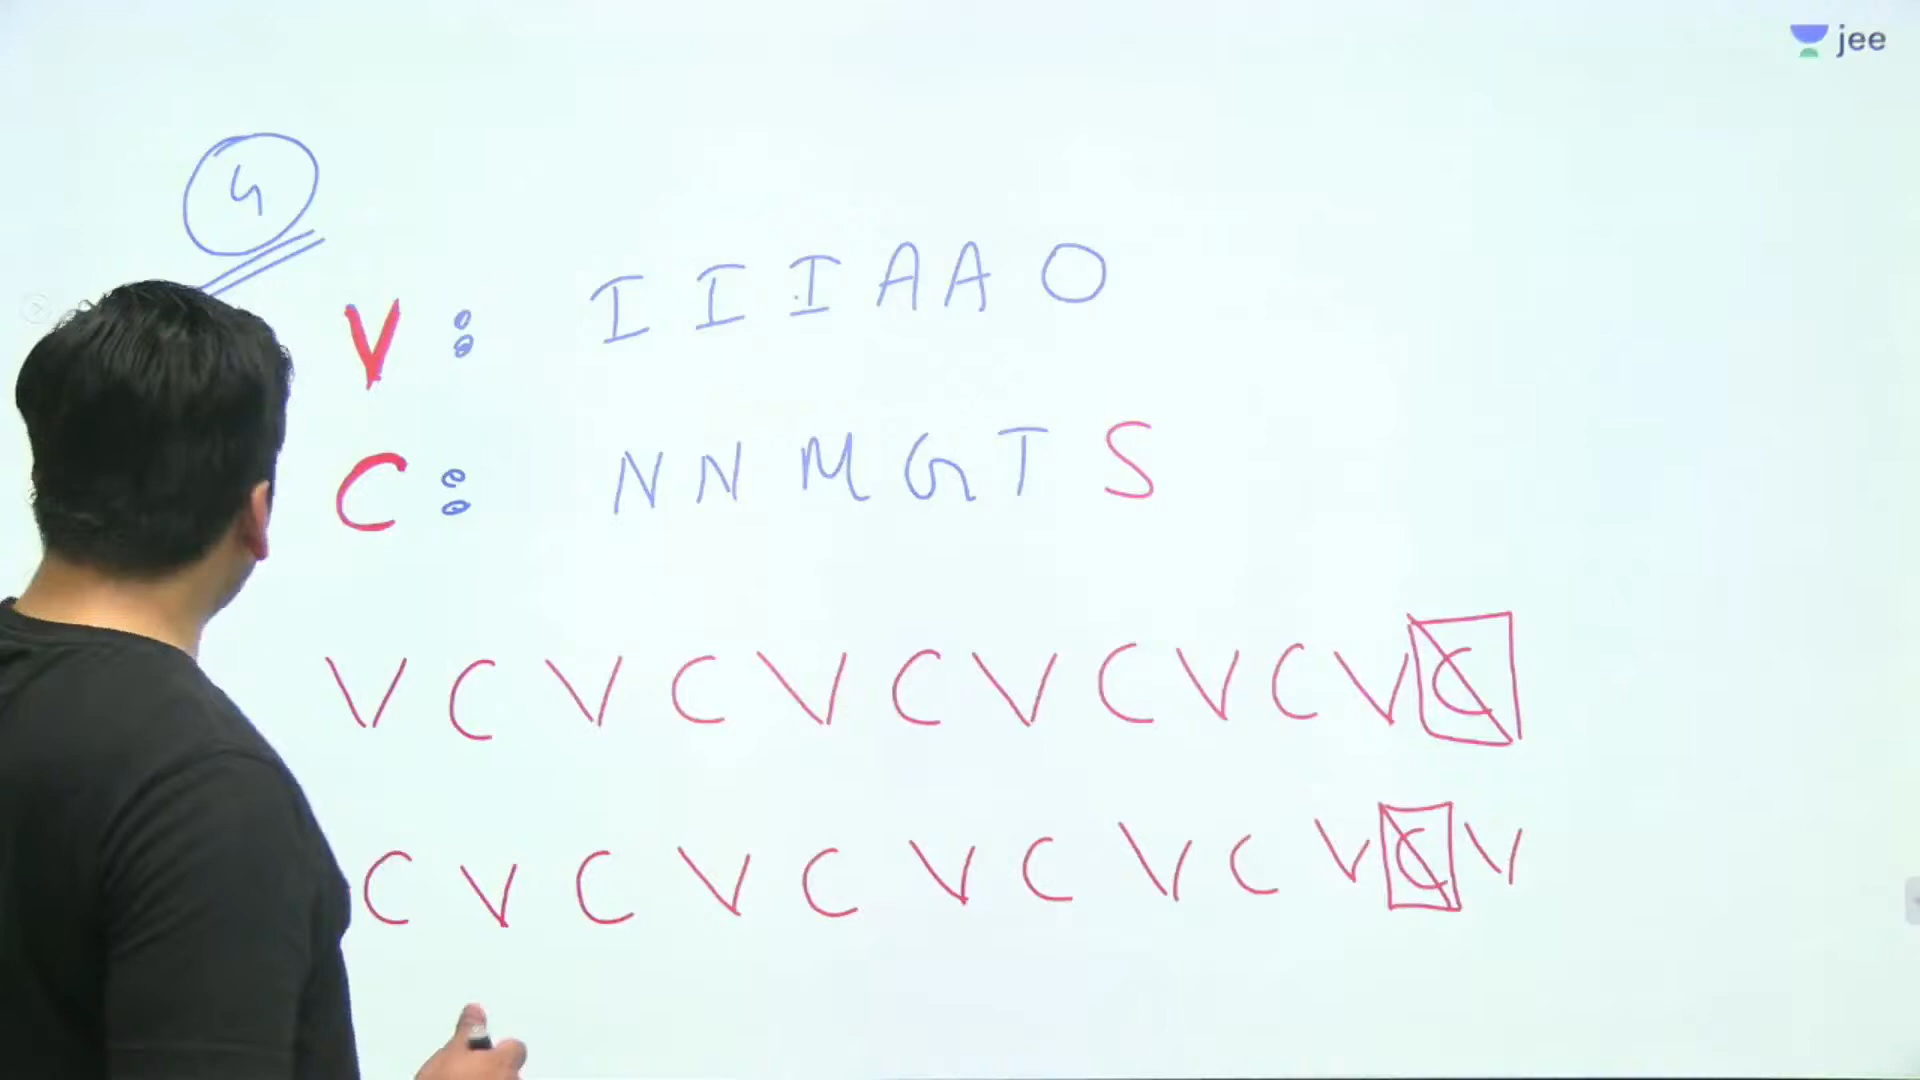 jee
4
V : I I I A A O
C : N N M G T S
V C V C V C V C V C V C
C V C V C V C V C V C V